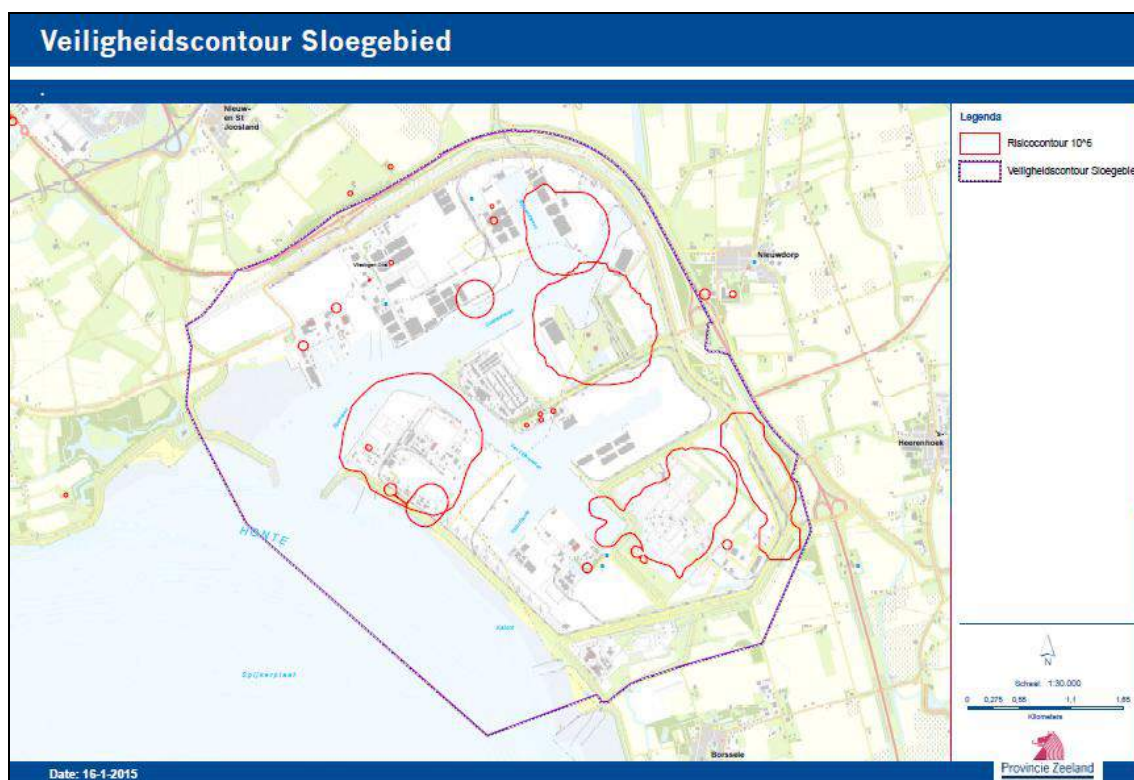 Veiligheidscontour Sloegebied
.
Nieuw-
en St
Joosland
Legenda
Risicocontour 10^6
Veiligheidscontour Sloegebie
Nieuwdorp
Heerenhoek
HONTE
Kaloot
Spijkerplaat
Borssele
N
Schaal: 1:30.000
0 0,275 0,55 1,1 1,65
Kilometers
Provincie Zeeland
Date: 16-1-2015